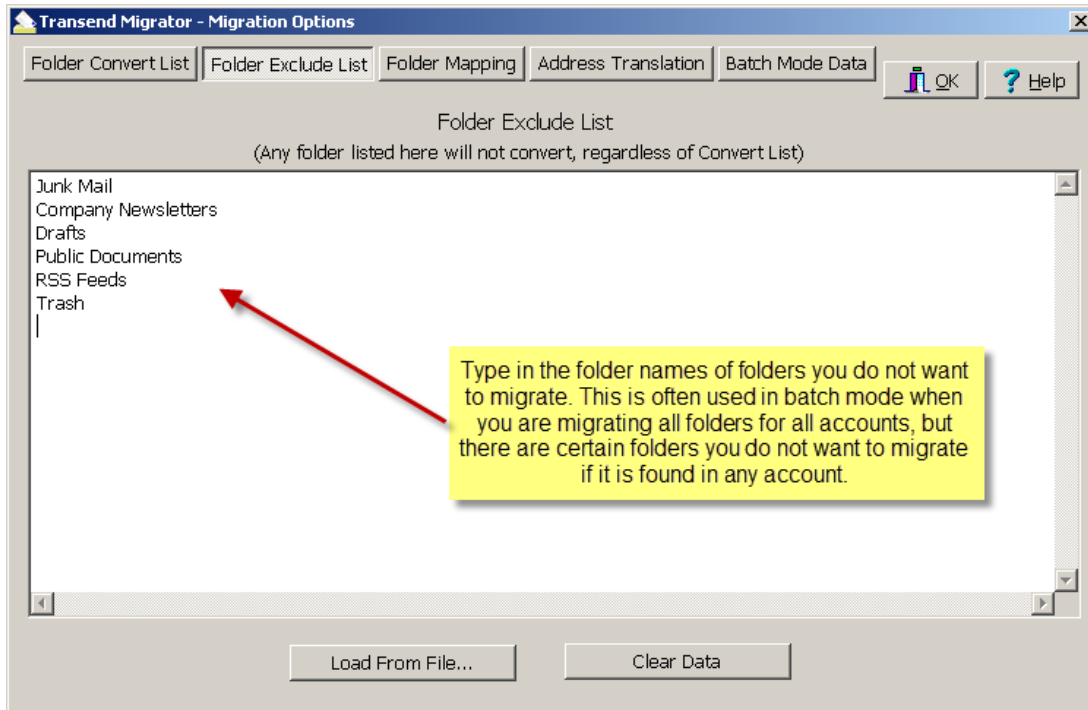 Transend Migrator - Migration Options
Folder Convert List
Folder Exclude List
Folder Mapping
Address Translation
Batch Mode Data
OK
? Help
Folder Exclude List
(Any folder listed here will not convert, regardless of Convert List)
Junk Mail
Company Newsletters
Drafts
Public Documents
RSS Feeds
Trash
Type in the folder names of folders you do not want
to migrate. This is often used in batch mode when
you are migrating all folders for all accounts, but
there are certain folders you do not want to migrate
if it is found in any account.
Load From File...
Clear Data